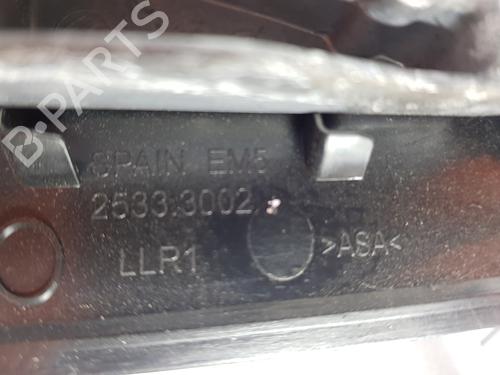 B-PARTS
SPAIN EM5
2533.3002
LLR1
>ASA<